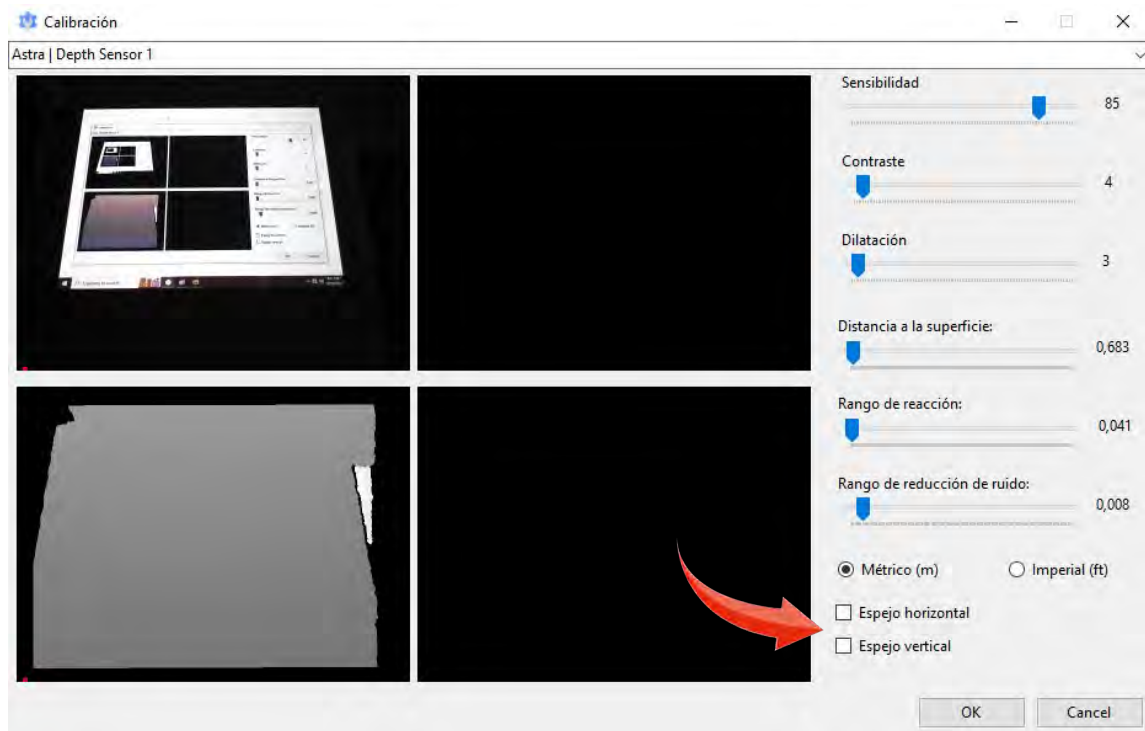 Calibración
Astra | Depth Sensor 1
Sensibilidad
85
Contraste
4
Dilatación
3
Distancia a la superficie:
0,683
Rango de reacción:
0,041
Rango de reducción de ruido:
0,008
Métrico (m)
Imperial (ft)
Espejo horizontal
Espejo vertical
OK
Cancel